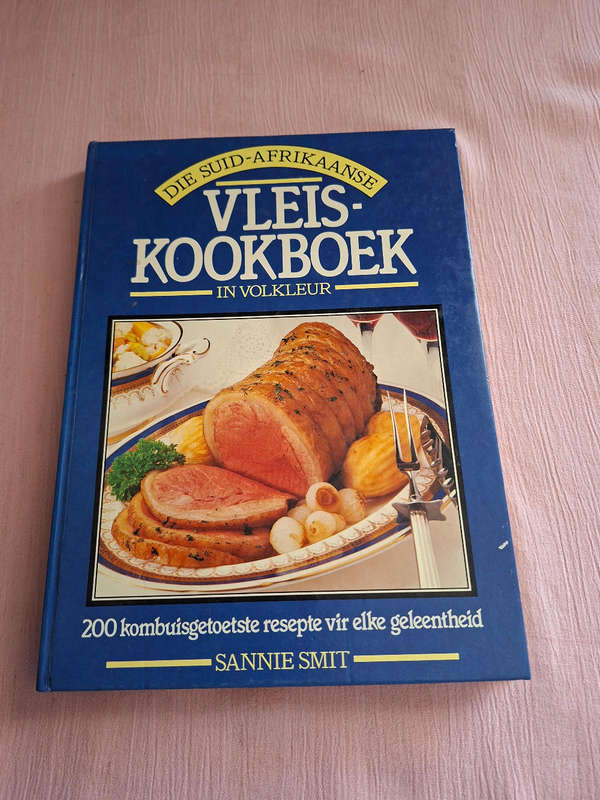 DIE SUID-AFRIKAANSE
VLEIS-
KOOKBOEK
IN VOLKLEUR
200 kombuisgetoetste resepte vir elke geleentheid
SANNIE SMIT